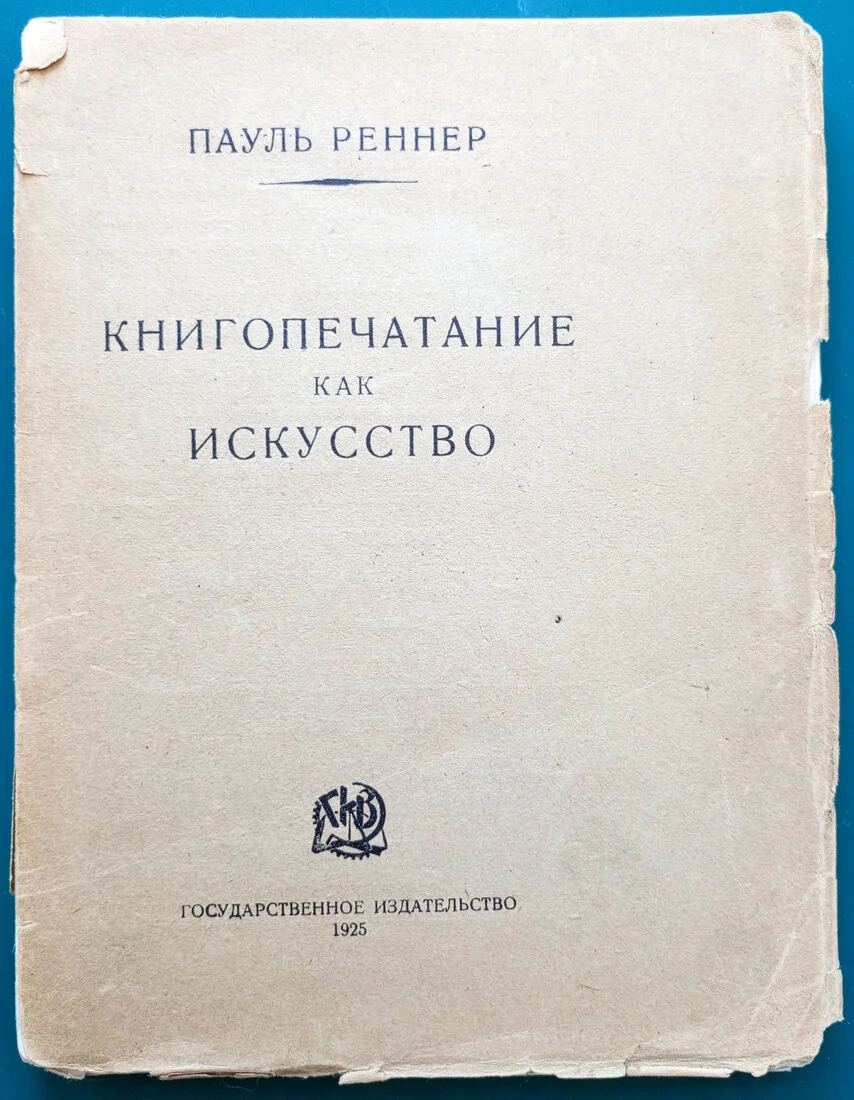 ПАУЛЬ РЕННЕР
КНИГОПЕЧАТАНИЕ
КАК
ИСКУССТВО
ГОСУДАРСТВЕННОЕ ИЗДАТЕЛЬСТВО
1925